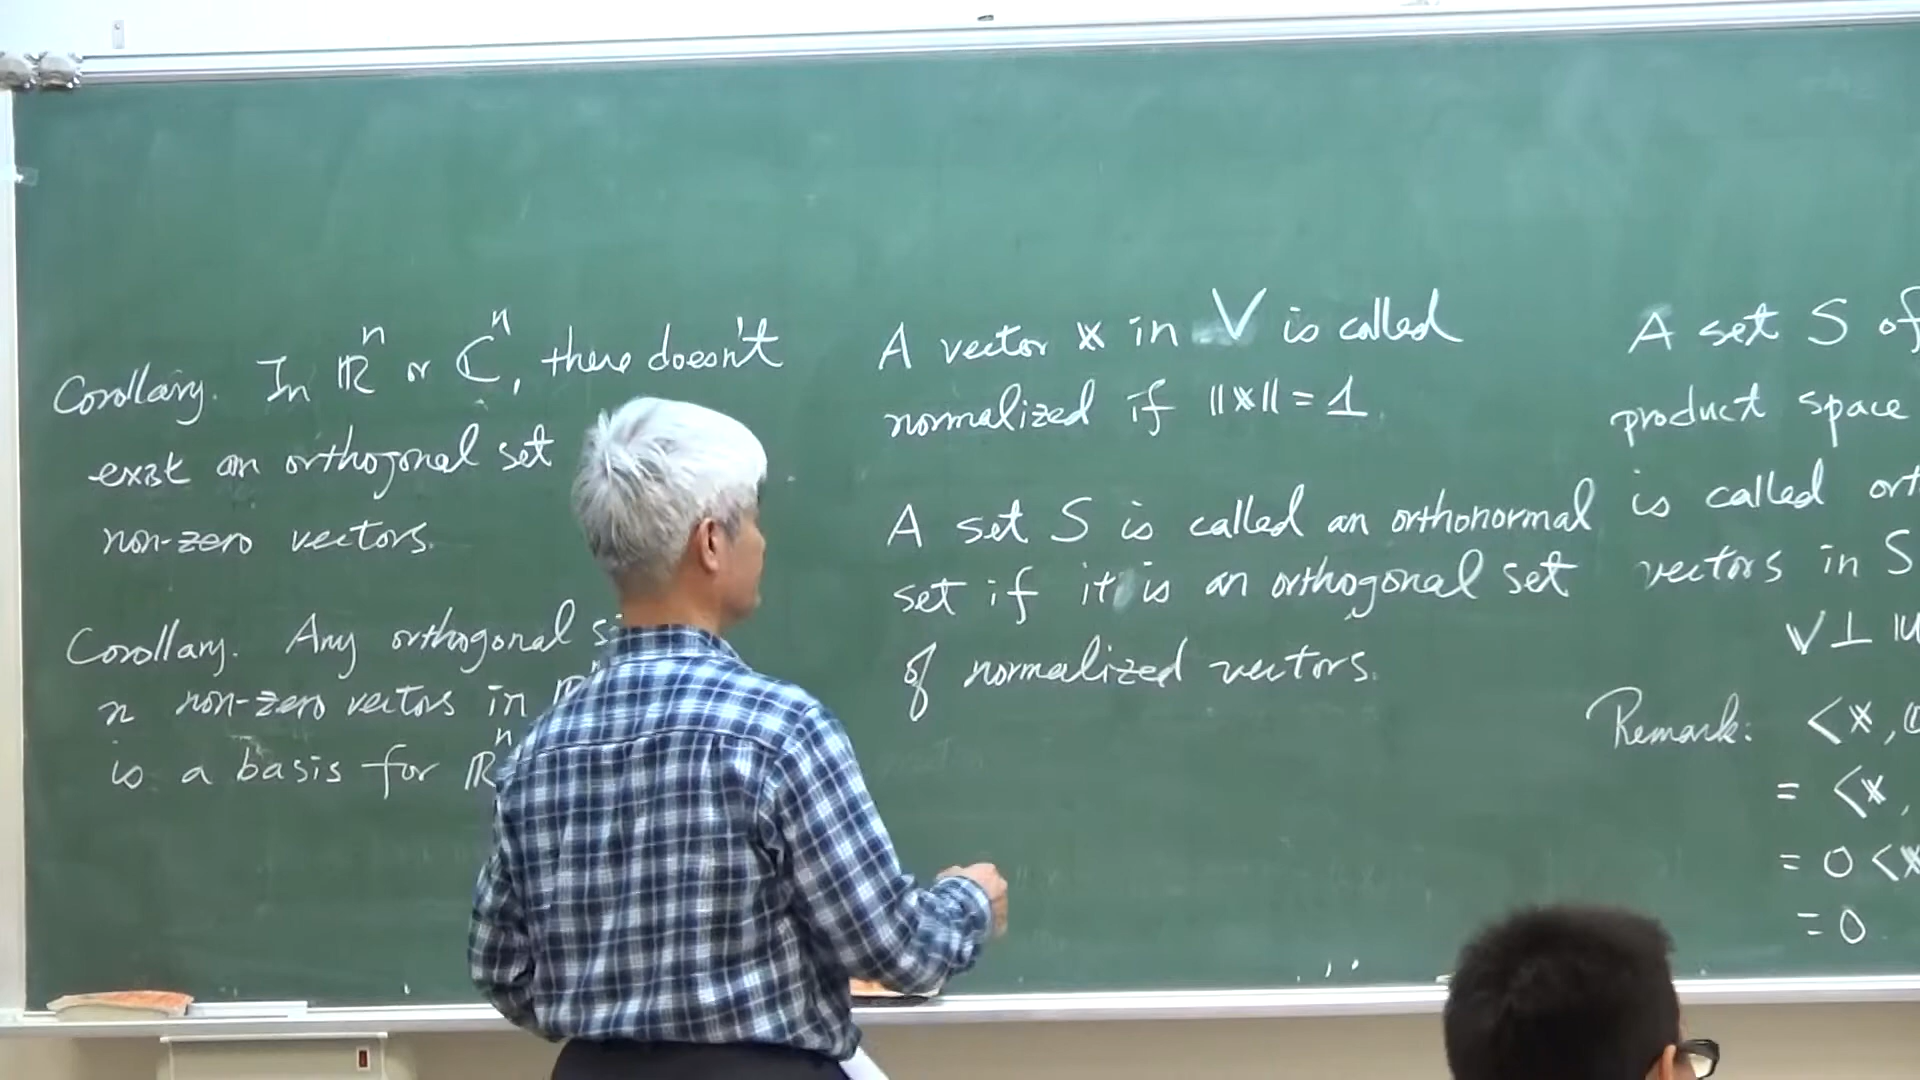 Corollary. In ℝⁿ or ℂⁿ, there doesn't
exist an orthogonal set
non-zero vectors.
Corollary. Any orthogonal
n non-zero vectors in
is a basis for ℝⁿ
A vector 𝕩 in V is called
normalized if ||𝕩|| = 1
A set S is called an orthonormal
set if it is an orthogonal set
of normalized vectors.
A set S of
product space
is called
vectors in S
𝕍 ⊥
Remark: <𝕩,
= <𝕩,
= 0 <𝕩
= 0